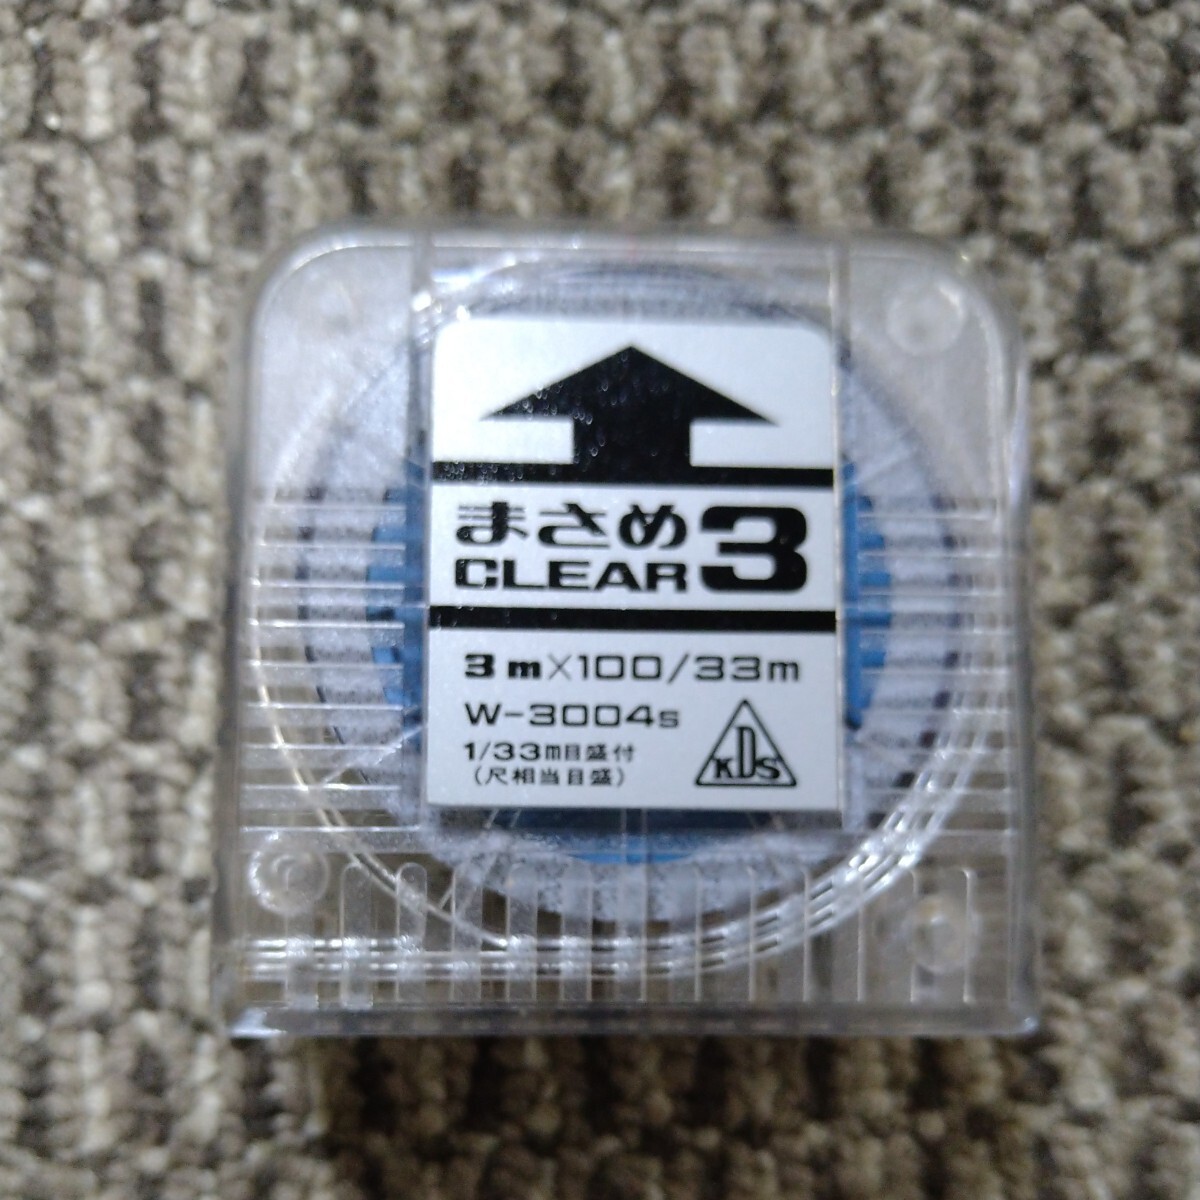 まさめ
CLEAR 3
3m×100/33m
W-3004s
1/33m目盛付
(尺相当目盛)
KDS